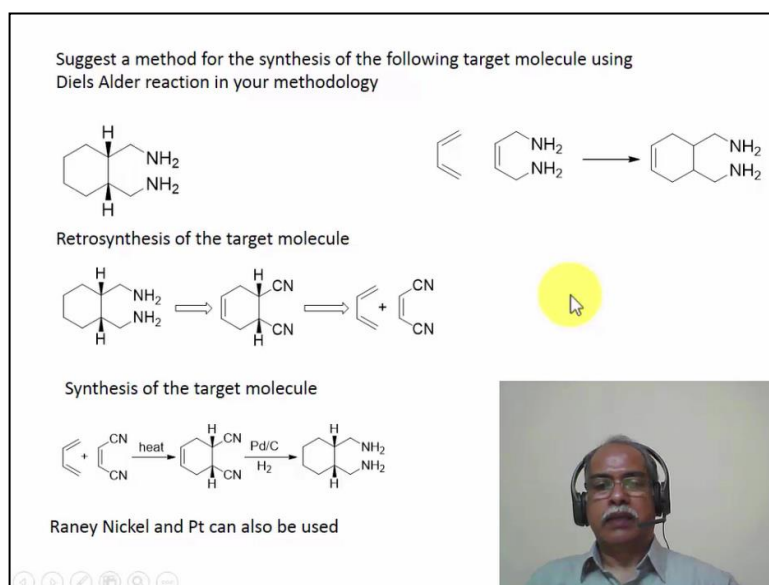 Suggest a method for the synthesis of the following target molecule using
Diels Alder reaction in your methodology
H
NH2
NH2
H
NH2
NH2
NH2
NH2
Retrosynthesis of the target molecule
H
NH2
NH2
H
H
CN
CN
H
+
CN
CN
Synthesis of the target molecule
+
CN
CN
heat
H
CN
CN
H
Pd/C
H2
H
NH2
NH2
H
Raney Nickel and Pt can also be used